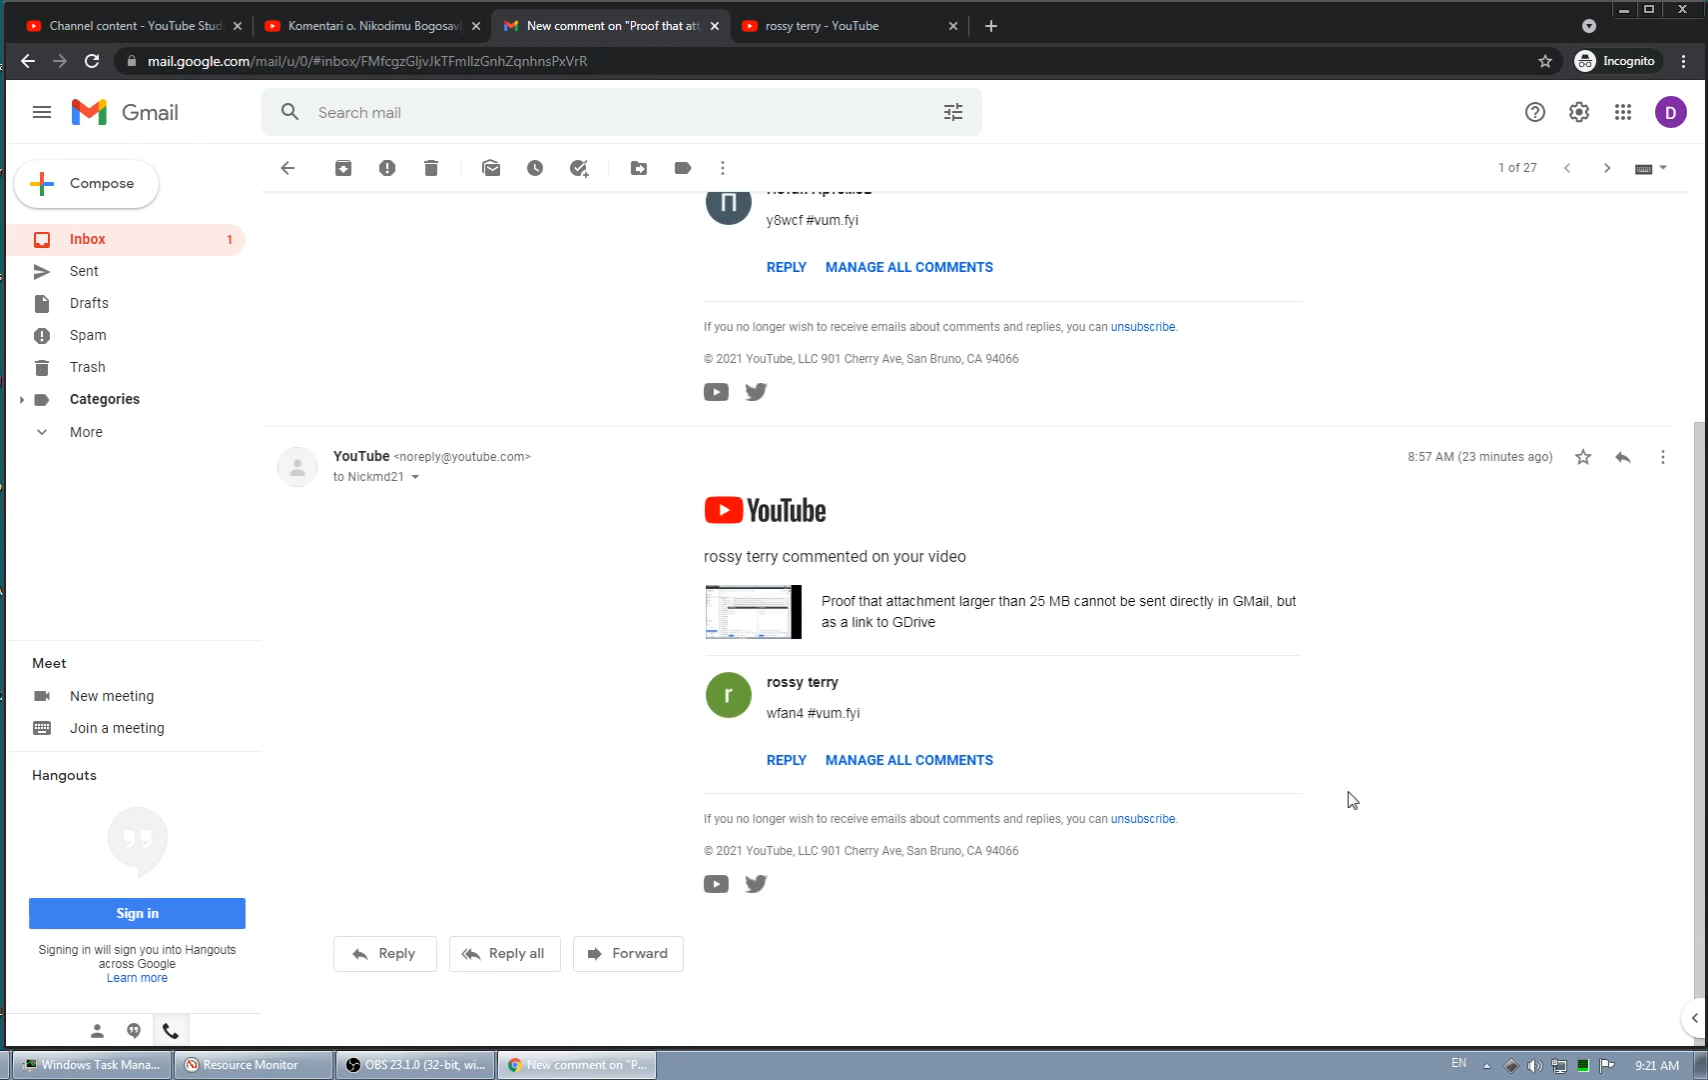 Channel content - YouTube Stud
Komentari o. Nikodimu Bogosavl
New comment on "Proof that att
rossy terry - YouTube
mail.google.com/mail/u/0/#inbox/
Incognito
Gmail
Search mail
D
1 of 27
Compose
Inbox
1
Sent
Drafts
Spam
Trash
Categories
More
П
y8wcf #vum.fyi
REPLY
MANAGE ALL COMMENTS
If you no longer wish to receive emails about comments and replies, you can unsubscribe.
© 2021 YouTube, LLC 901 Cherry Ave, San Bruno, CA 94066
YouTube <noreply@youtube.com>
8:57 AM (23 minutes ago)
to Nickmd21
YouTube
rossy terry commented on your video
Proof that attachment larger than 25 MB cannot be sent directly in GMail, but
as a link to GDrive
r
rossy terry
wfan4 #vum.fyi
REPLY
MANAGE ALL COMMENTS
If you no longer wish to receive emails about comments and replies, you can unsubscribe.
© 2021 YouTube, LLC 901 Cherry Ave, San Bruno, CA 94066
Reply
Reply all
Forward
Meet
New meeting
Join a meeting
Hangouts
Sign in
Signing in will sign you into Hangouts
across Google
Learn more
Windows Task Mana...
Resource Monitor
OBS 23.1.0 (32-bit, wi...
New comment on "P...
EN
9:21 AM